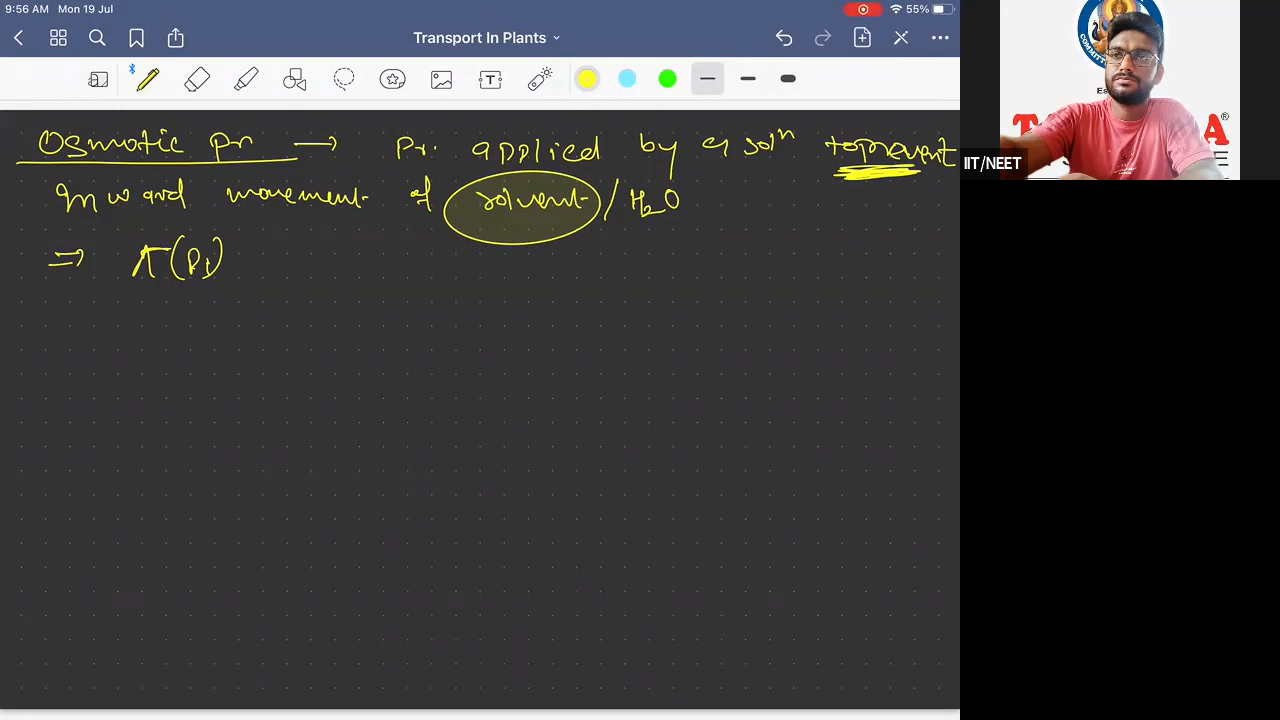 9:56 AM Mon 19 Jul
55%
Transport In Plants
Osmotic Pr → Pr. applied by a solⁿ to prevent
Inward movement of solvent / H₂O
⇒ π (Pi)
IIT/NEET